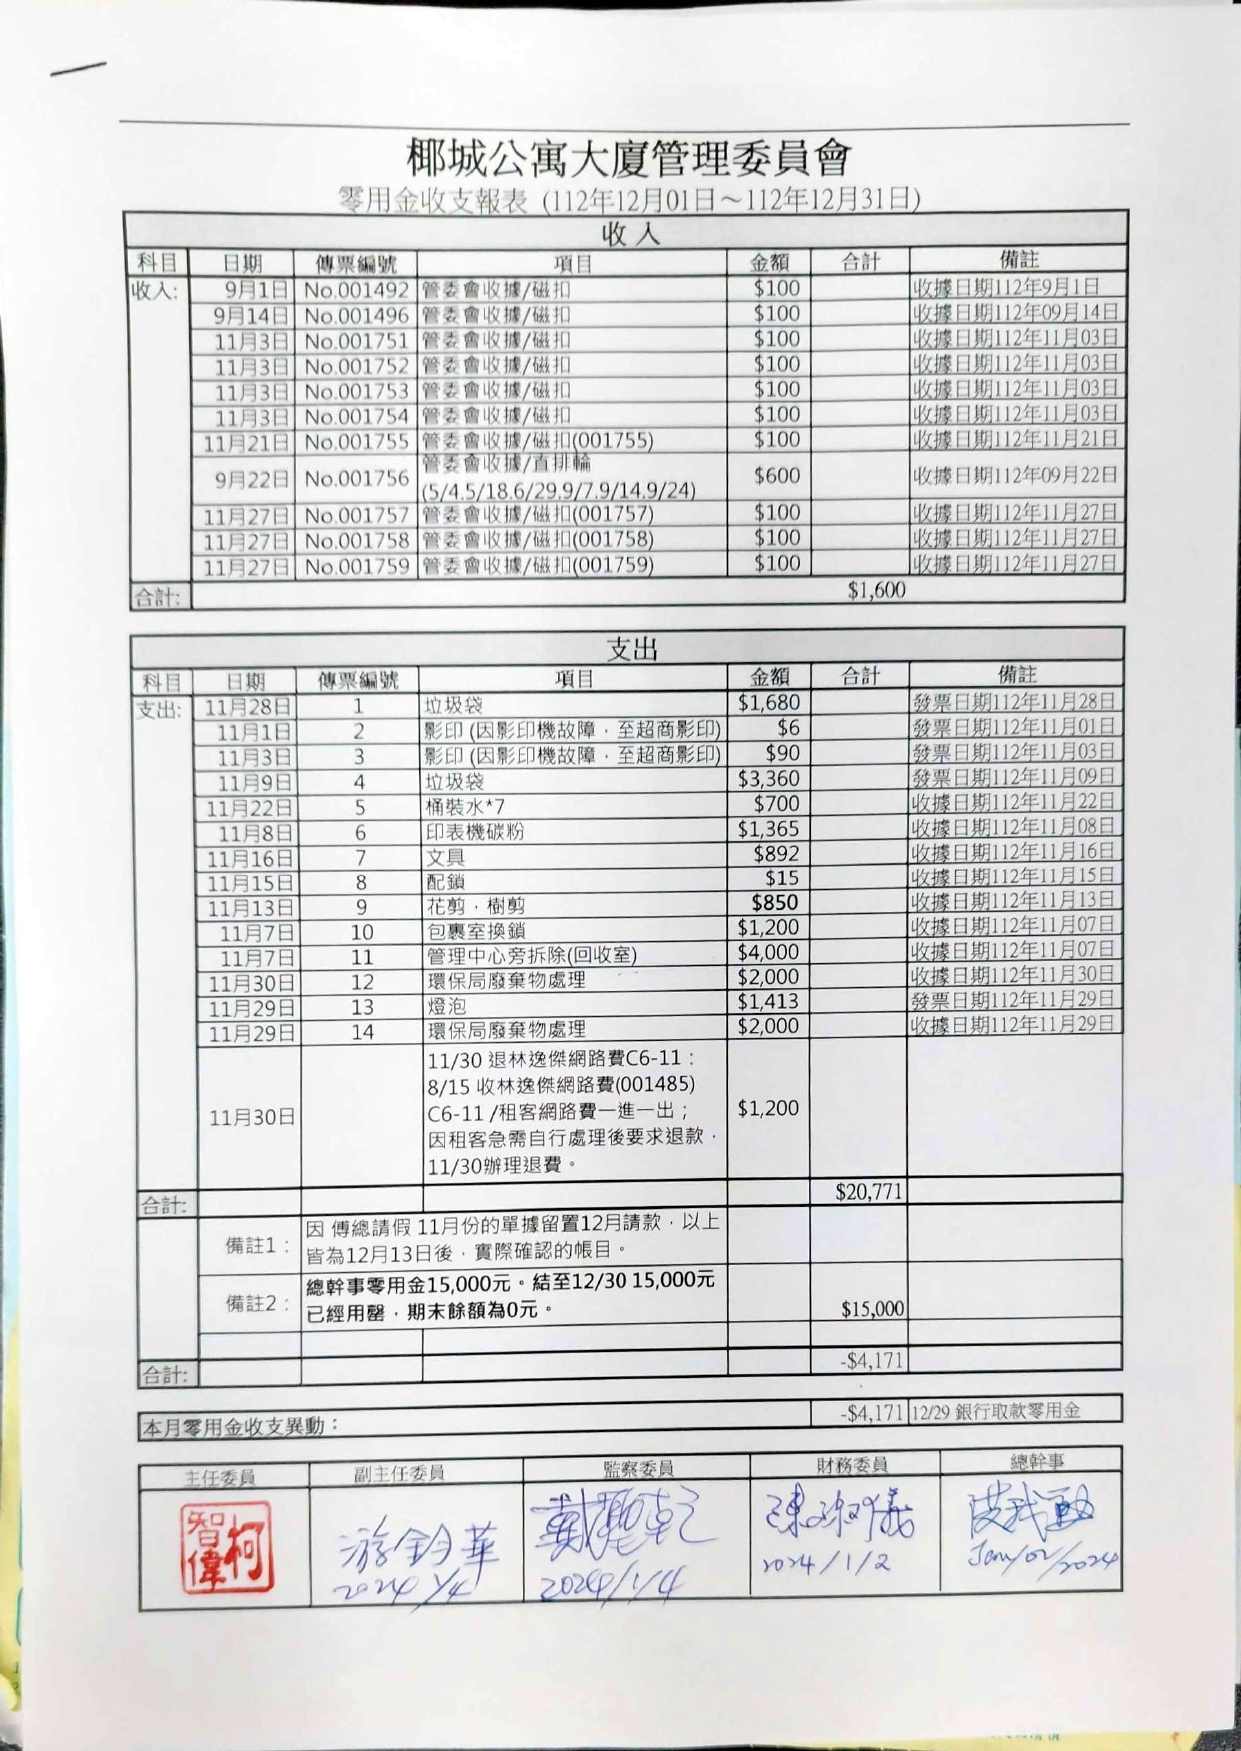 椰城公寓大廈管理委員會
零用金收支報表 (112年12月01日～112年12月31日)
收 入
科目 日期 傳票編號 項目 金額 合計 備註
收入: 9月1日 No.001492 管委會收據/磁扣 $100 收據日期112年9月1日
9月14日 No.001496 管委會收據/磁扣 $100 收據日期112年09月14日
11月3日 No.001751 管委會收據/磁扣 $100 收據日期112年11月03日
11月3日 No.001752 管委會收據/磁扣 $100 收據日期112年11月03日
11月3日 No.001753 管委會收據/磁扣 $100 收據日期112年11月03日
11月3日 No.001754 管委會收據/磁扣 $100 收據日期112年11月03日
11月21日 No.001755 管委會收據/磁扣(001755) $100 收據日期112年11月21日
9月22日 No.001756 管委會收據/直排輪 $600 收據日期112年09月22日
(5/4.5/18.6/29.9/7.9/14.9/24)
11月27日 No.001757 管委會收據/磁扣(001757) $100 收據日期112年11月27日
11月27日 No.001758 管委會收據/磁扣(001758) $100 收據日期112年11月27日
11月27日 No.001759 管委會收據/磁扣(001759) $100 收據日期112年11月27日
合計: $1,600
支出
科目 日期 傳票編號 項目 金額 合計 備註
支出: 11月28日 1 垃圾袋 $1,680 發票日期112年11月28日
11月1日 2 影印 (因影印機故障，至超商影印) $6 發票日期112年11月01日
11月3日 3 影印 (因影印機故障，至超商影印) $90 發票日期112年11月03日
11月9日 4 垃圾袋 $3,360 發票日期112年11月09日
11月22日 5 桶裝水*7 $700 收據日期112年11月22日
11月8日 6 印表機碳粉 $1,365 收據日期112年11月08日
11月16日 7 文具 $892 收據日期112年11月16日
11月15日 8 配鎖 $15 收據日期112年11月15日
11月13日 9 花剪，樹剪 $850 收據日期112年11月13日
11月7日 10 包裹室換鎖 $1,200 收據日期112年11月07日
11月7日 11 管理中心旁拆除(回收室) $4,000 收據日期112年11月07日
11月30日 12 環保局廢棄物處理 $2,000 收據日期112年11月30日
11月29日 13 燈泡 $1,413 發票日期112年11月29日
11月29日 14 環保局廢棄物處理 $2,000 收據日期112年11月29日
11/30 退林逸傑網路費C6-11：
8/15 收林逸傑網路費(001485)
11月30日 C6-11 /租客網路費一進一出； $1,200
因租客急需自行處理後要求退款，
11/30辦理退費。
合計: $20,771
備註1： 因 傅總請假 11月份的單據留置12月請款，以上
皆為12月13日後，實際確認的帳目。
備註2： 總幹事零用金15,000元。結至12/30 15,000元
已經用罄，期末餘額為0元。 $15,000
合計: -$4,171
本月零用金收支異動： -$4,171 12/29 銀行取款零用金
主任委員 副主任委員 監察委員 財務委員 總幹事
智偉柯 游鈞華 戴聖乾 陳淑儀
2024 1/4 2024/1/4 2024/1/2 Jan/02/2024